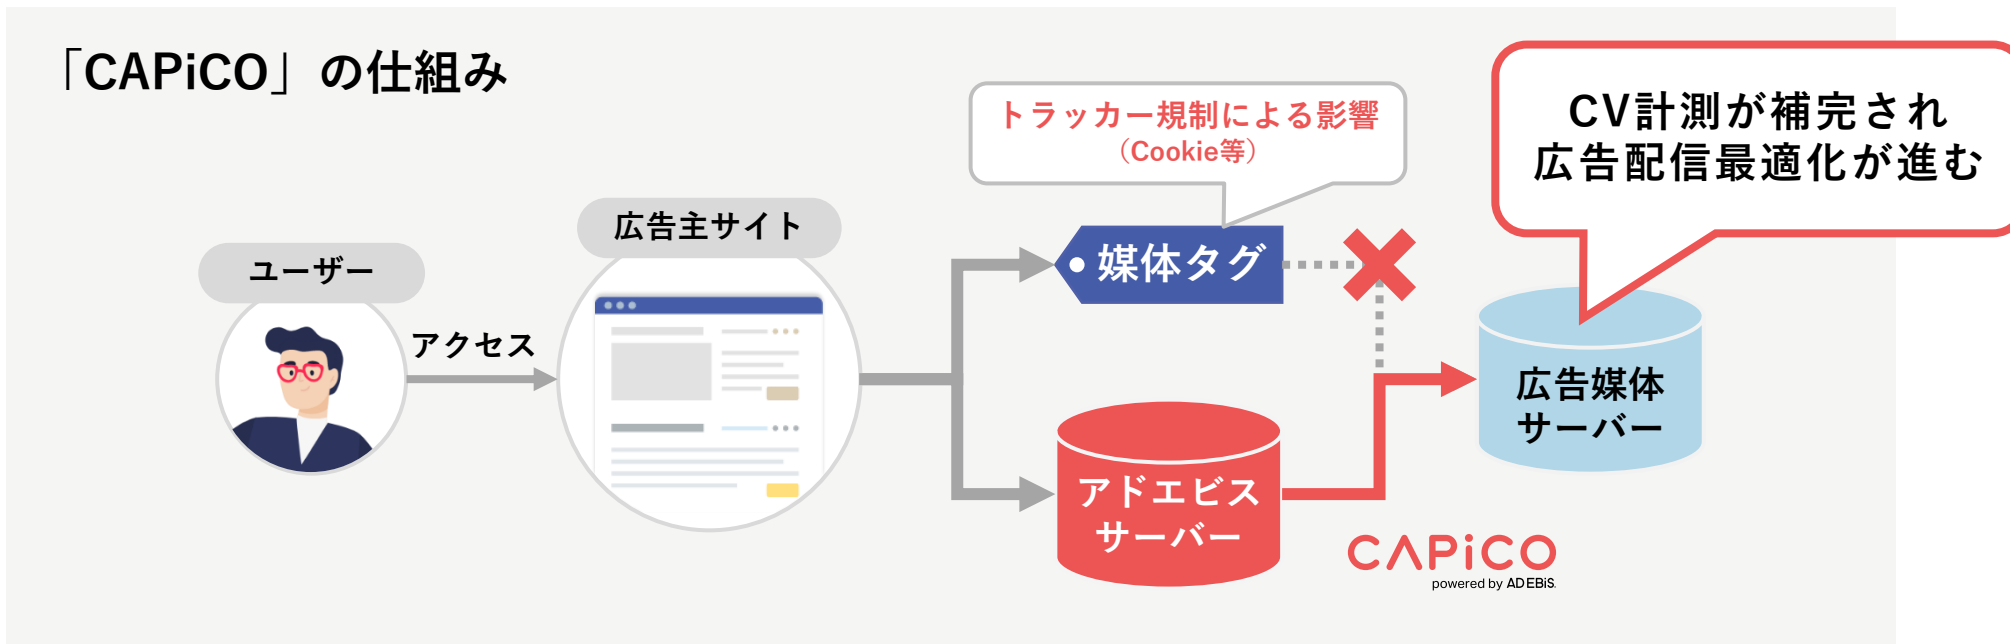 「CAPiCO」の仕組み
トラッカー規制による影響
（Cookie等）
CV計測が補完され
広告配信最適化が進む
ユーザー
アクセス
広告主サイト
媒体タグ
アドエビス
サーバー
広告媒体
サーバー
CAPiCO
powered by AD EBiS